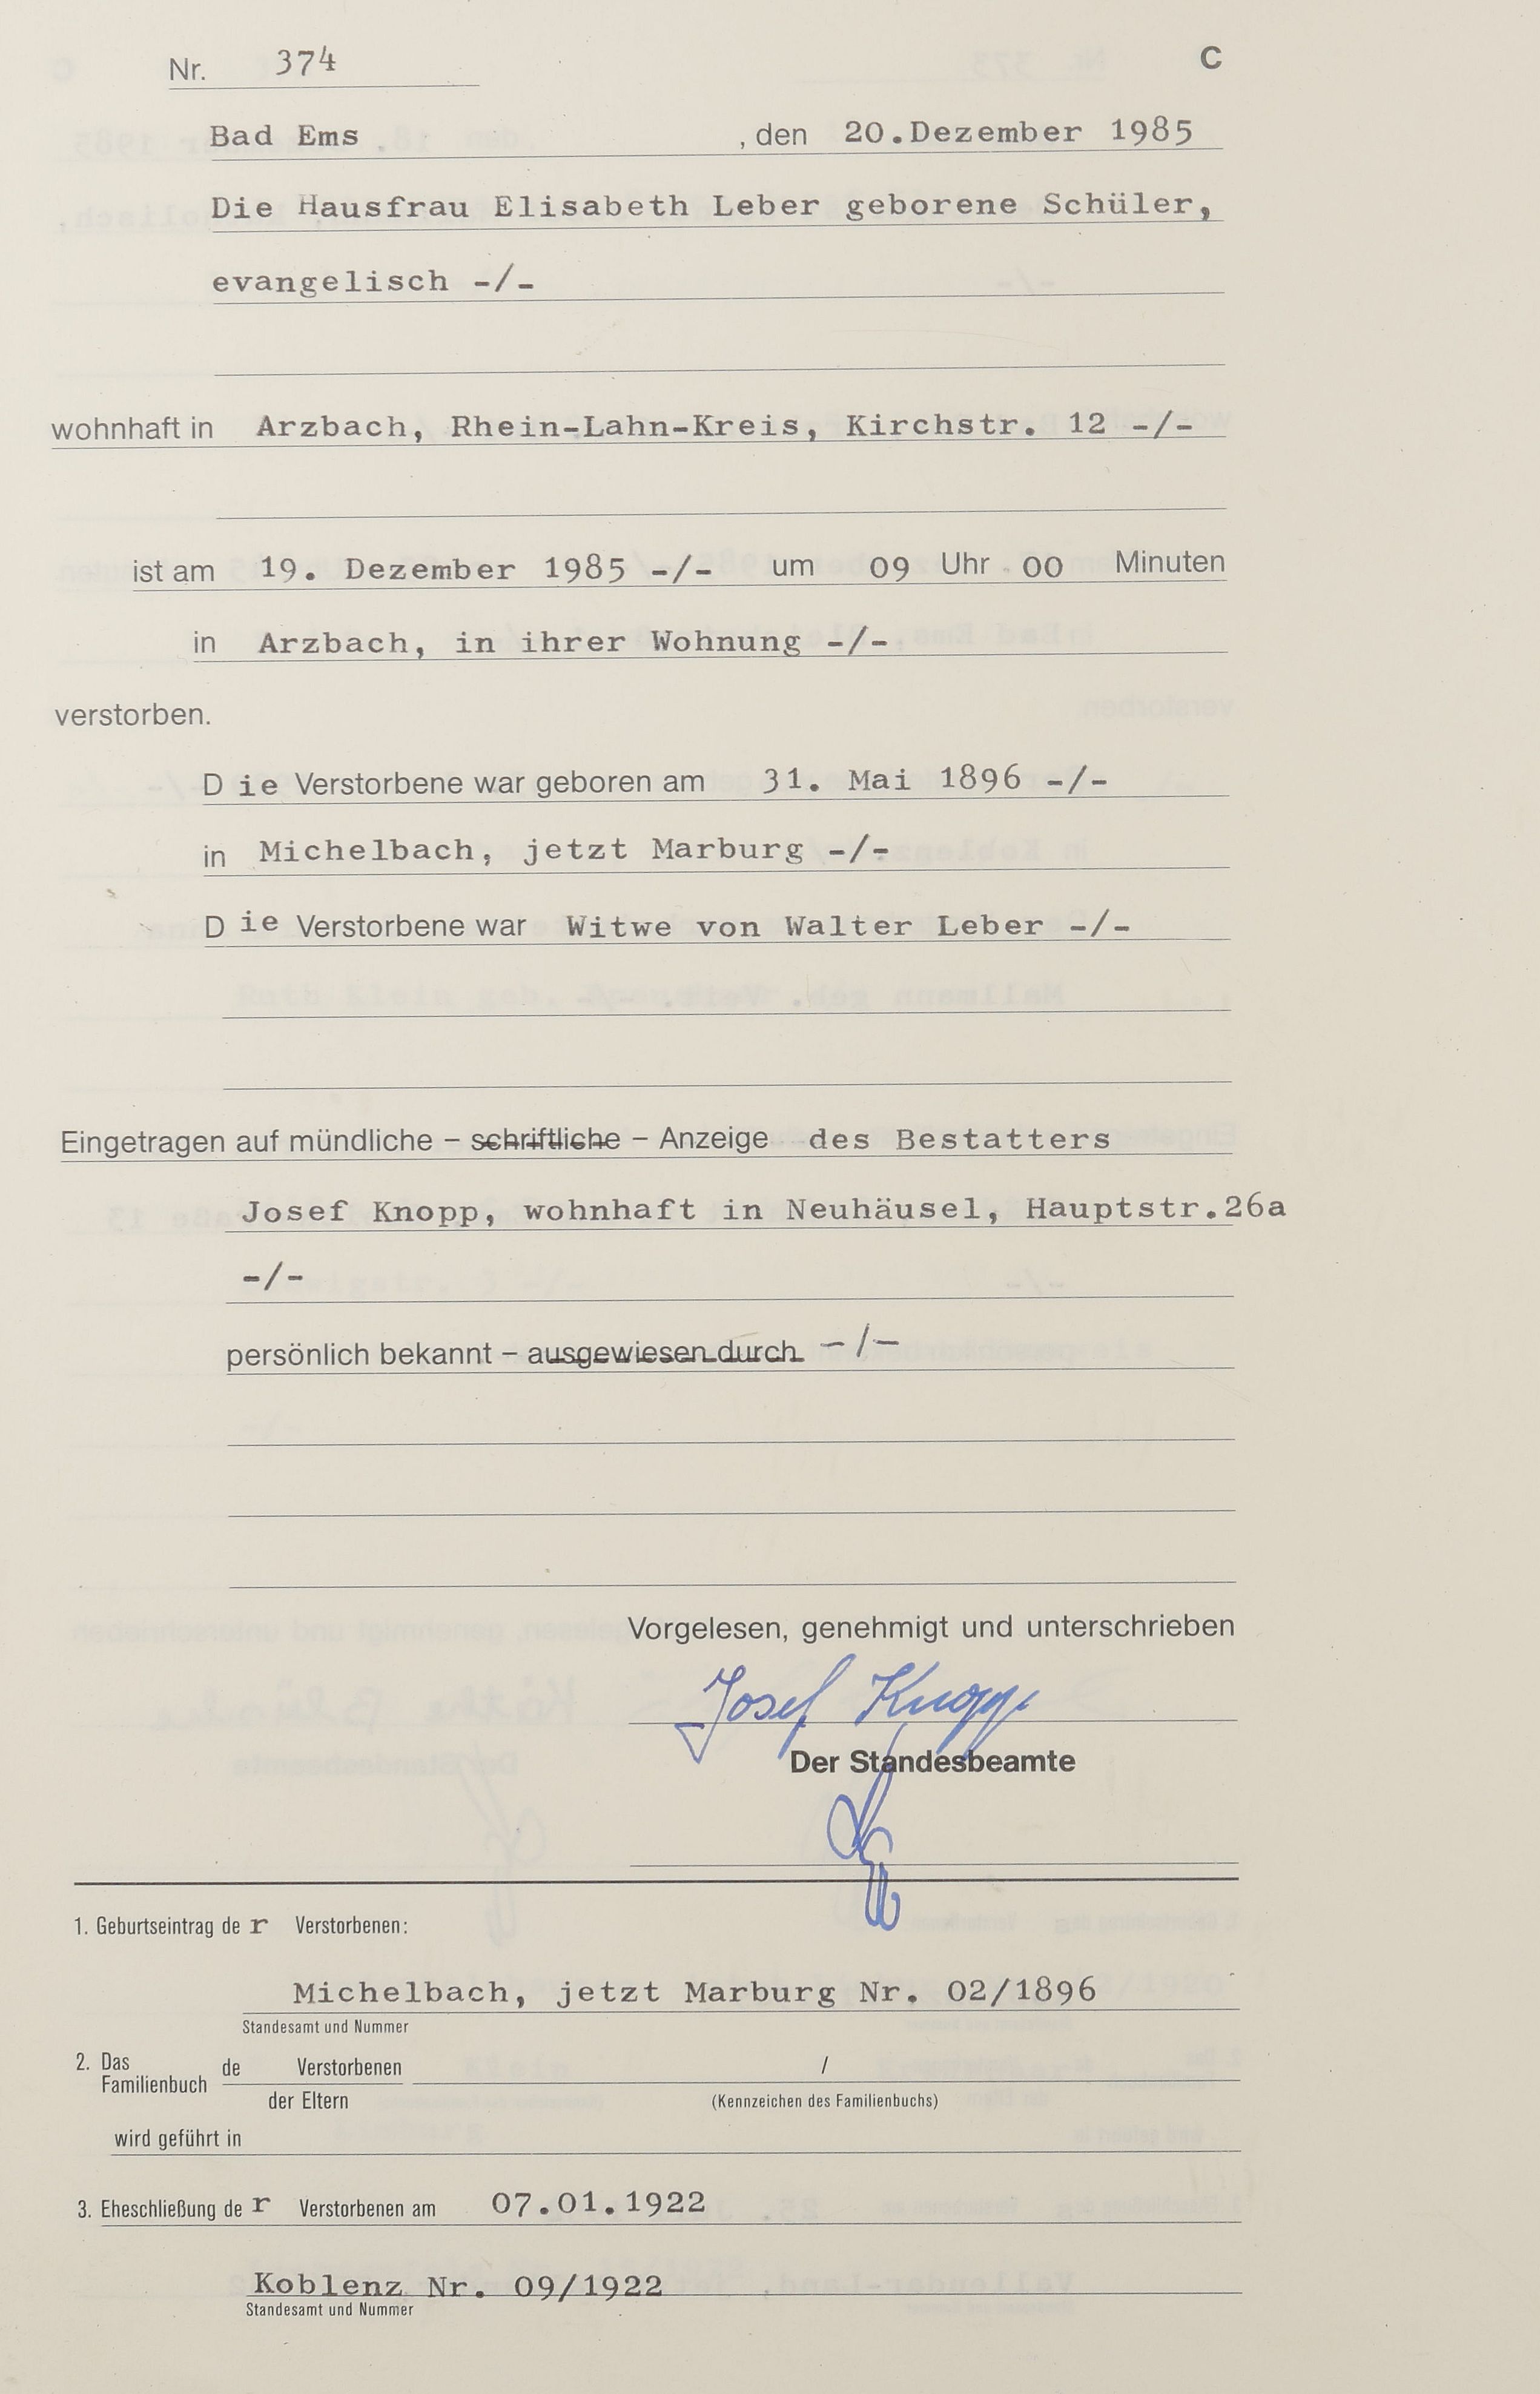 Nr. 374 C
Bad Ems , den 20.Dezember 1985
Die Hausfrau Elisabeth Leber geborene Schüler,
evangelisch -/-
wohnhaft in Arzbach, Rhein-Lahn-Kreis, Kirchstr. 12 -/-
ist am 19. Dezember 1985 -/- um 09 Uhr 00 Minuten
in Arzbach, in ihrer Wohnung -/-
verstorben.
D ie Verstorbene war geboren am 31. Mai 1896 -/-
in Michelbach, jetzt Marburg -/-
D ie Verstorbene war Witwe von Walter Leber -/-
Eingetragen auf mündliche – schriftliche – Anzeige des Bestatters
Josef Knopp, wohnhaft in Neuhäusel, Hauptstr.26a
-/-
persönlich bekannt – ausgewiesen durch -/-
Vorgelesen, genehmigt und unterschrieben
Josef Knopp
Der Standesbeamte
1. Geburtseintrag de r Verstorbenen:
Michelbach, jetzt Marburg Nr. 02/1896
Standesamt und Nummer
2. Das Familienbuch de Verstorbenen /
der Eltern (Kennzeichen des Familienbuchs)
wird geführt in
3. Eheschließung de r Verstorbenen am 07.01.1922
Koblenz Nr. 09/1922
Standesamt und Nummer